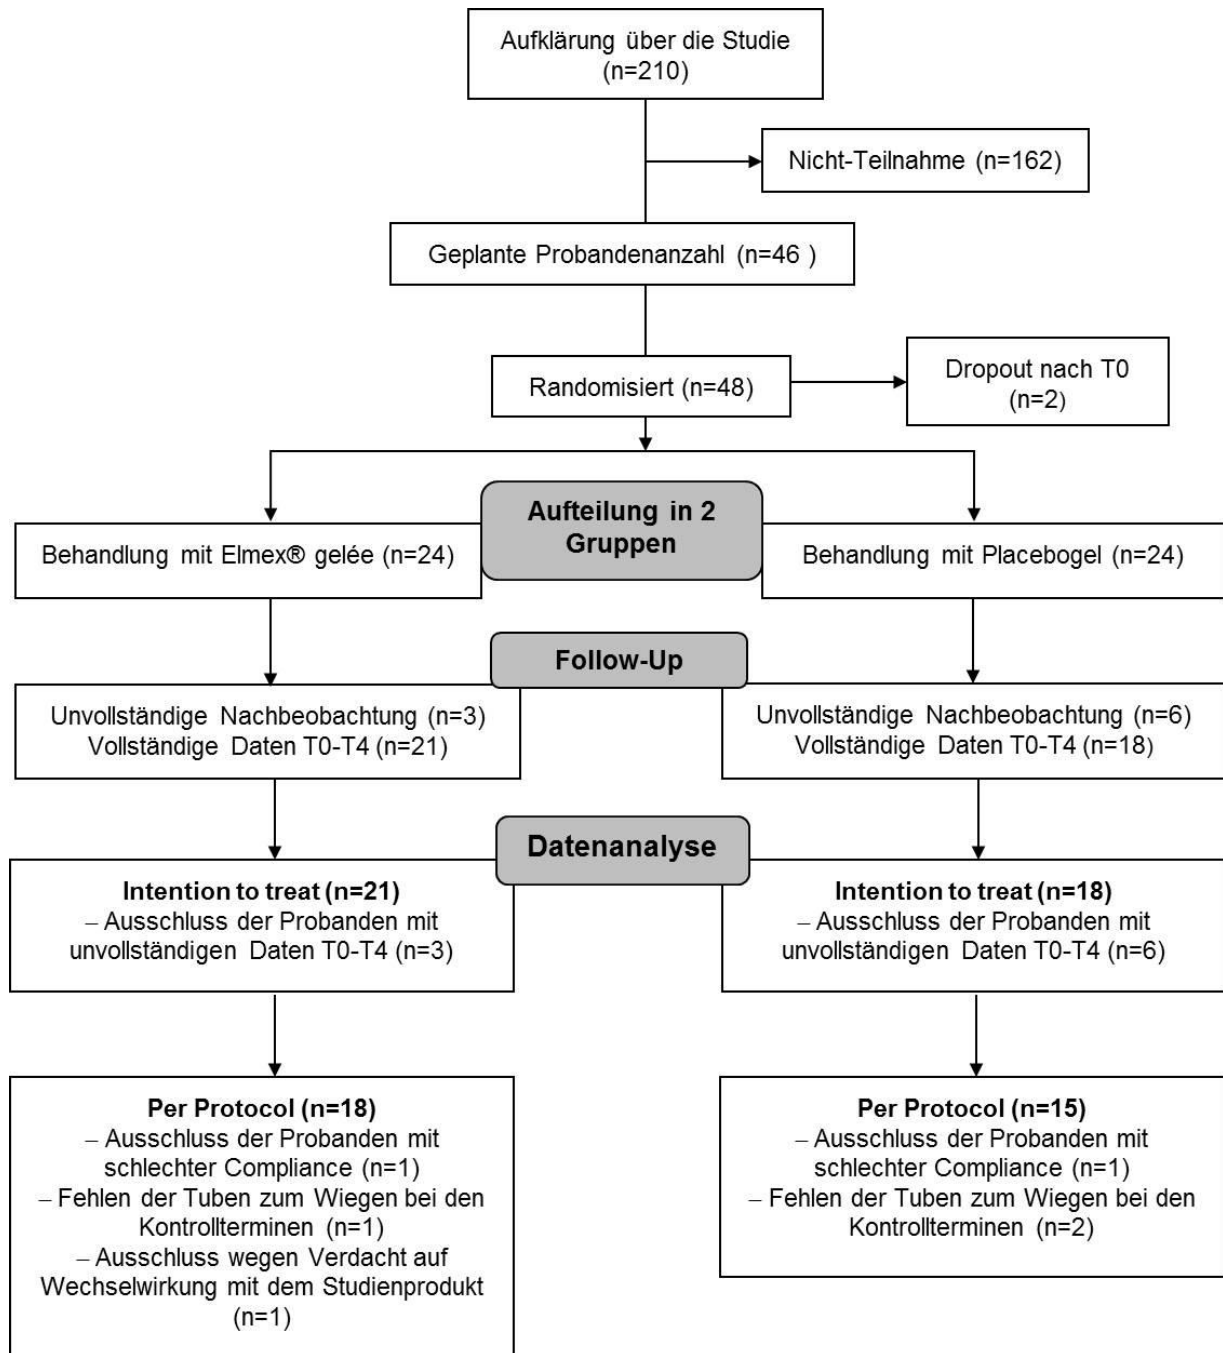 Aufklärung über die Studie
(n=210)
Nicht-Teilnahme (n=162)
Geplante Probandenanzahl (n=46 )
Randomisiert (n=48)
Dropout nach T0
(n=2)
Aufteilung in 2
Gruppen
Behandlung mit Elmex® gelée (n=24)
Behandlung mit Placebogel (n=24)
Follow-Up
Unvollständige Nachbeobachtung (n=3)
Vollständige Daten T0-T4 (n=21)
Unvollständige Nachbeobachtung (n=6)
Vollständige Daten T0-T4 (n=18)
Datenanalyse
Intention to treat (n=21)
– Ausschluss der Probanden mit
unvollständigen Daten T0-T4 (n=3)
Intention to treat (n=18)
– Ausschluss der Probanden mit
unvollständigen Daten T0-T4 (n=6)
Per Protocol (n=18)
– Ausschluss der Probanden mit
schlechter Compliance (n=1)
– Fehlen der Tuben zum Wiegen bei den
Kontrollterminen (n=1)
– Ausschluss wegen Verdacht auf
Wechselwirkung mit dem Studienprodukt
(n=1)
Per Protocol (n=15)
– Ausschluss der Probanden mit
schlechter Compliance (n=1)
– Fehlen der Tuben zum Wiegen bei den
Kontrollterminen (n=2)